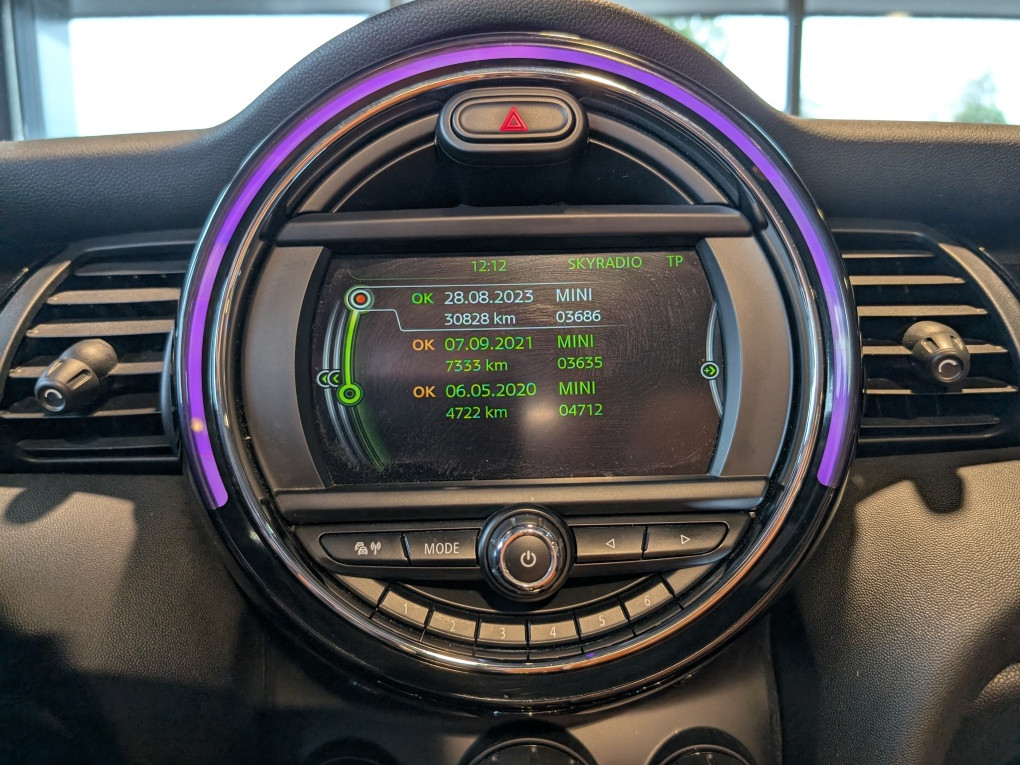 12:12 SKYRADIO TP
OK 28.08.2023 MINI
30828 km 03686
OK 07.09.2021 MINI
7333 km 03635
OK 06.05.2020 MINI
4722 km 04712
MODE
1 2 3 4 5 6